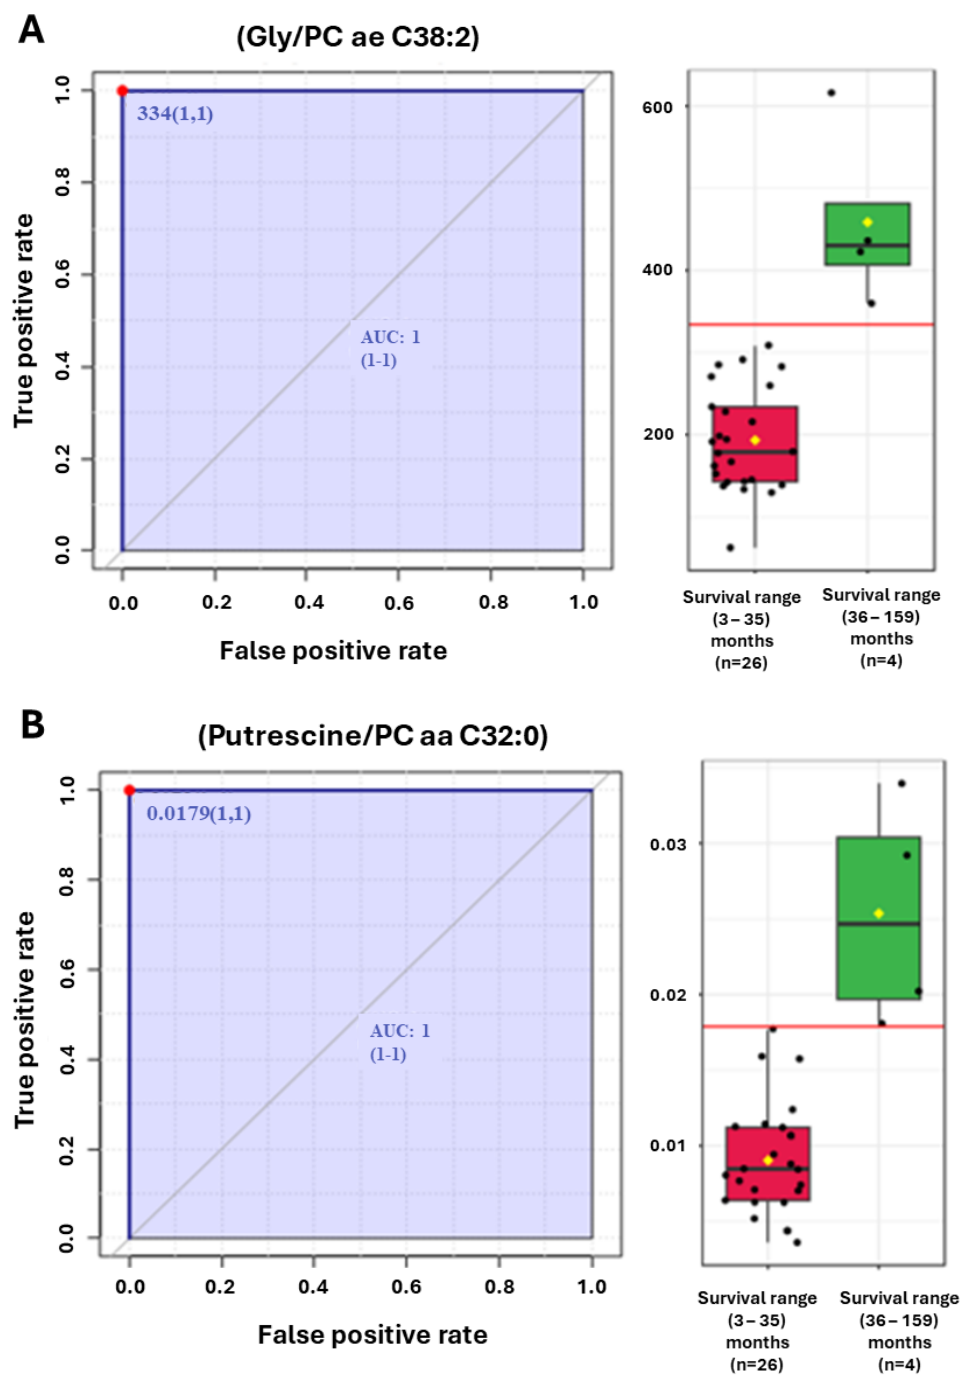 A
(Gly/PC ae C38:2)
True positive rate
1.0
0.8
0.6
0.4
0.2
0.0
334(1,1)
AUC: 1
(1-1)
0.0 0.2 0.4 0.6 0.8 1.0
False positive rate
600
400
200
Survival range
(3–35)
months
(n=26)
Survival range
(36–159)
months
(n=4)
B
(Putrescine/PC aa C32:0)
True positive rate
1.0
0.8
0.6
0.4
0.2
0.0
0.0179(1,1)
AUC: 1
(1-1)
0.0 0.2 0.4 0.6 0.8 1.0
False positive rate
0.03
0.02
0.01
Survival range
(3–35)
months
(n=26)
Survival range
(36–159)
months
(n=4)